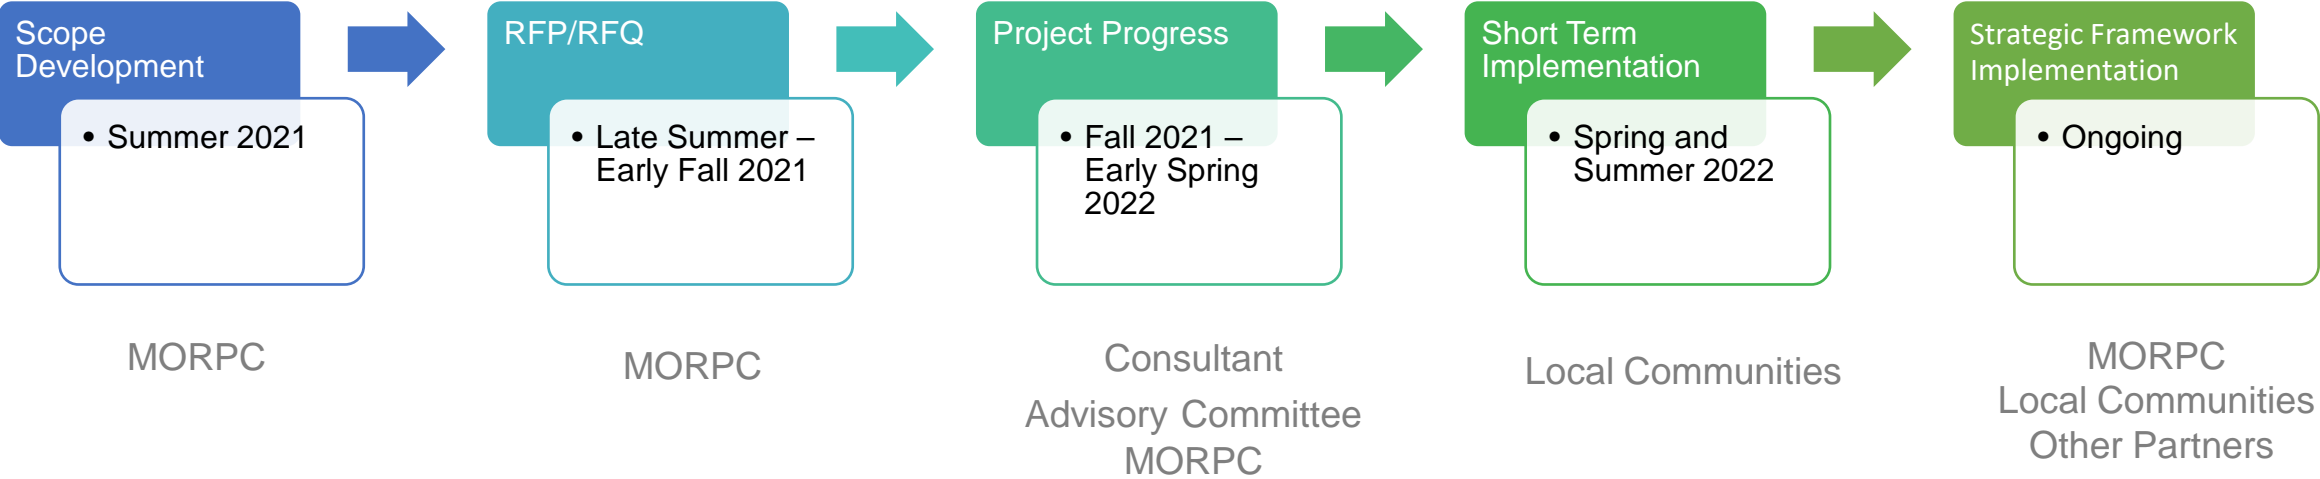 Scope
Development
• Summer 2021
MORPC
RFP/RFQ
• Late Summer –
Early Fall 2021
MORPC
Project Progress
• Fall 2021 –
Early Spring
2022
Consultant
Advisory Committee
MORPC
Short Term
Implementation
• Spring and
Summer 2022
Local Communities
Strategic Framework
Implementation
• Ongoing
MORPC
Local Communities
Other Partners